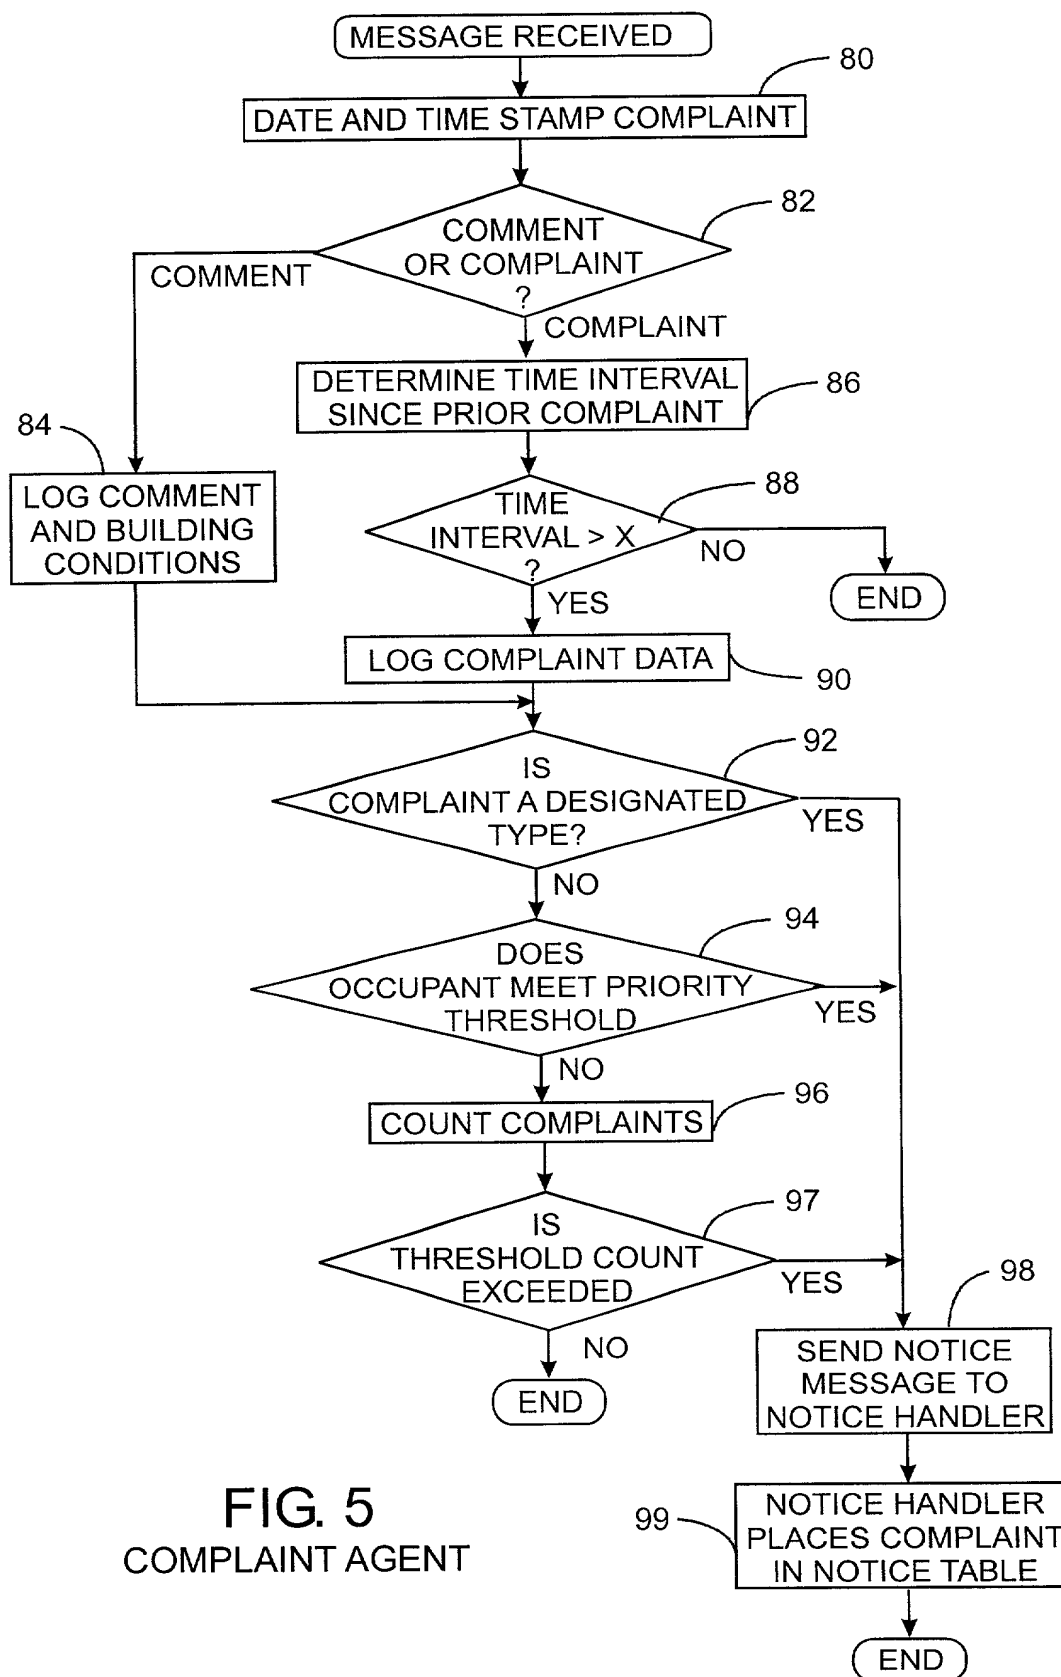 MESSAGE RECEIVED
80
DATE AND TIME STAMP COMPLAINT
82
COMMENT
OR COMPLAINT
?
COMMENT
COMPLAINT
DETERMINE TIME INTERVAL
SINCE PRIOR COMPLAINT
86
84
LOG COMMENT
AND BUILDING
CONDITIONS
88
TIME
INTERVAL > X
?
NO
END
YES
LOG COMPLAINT DATA
90
92
IS
COMPLAINT A DESIGNATED
TYPE?
YES
NO
94
DOES
OCCUPANT MEET PRIORITY
THRESHOLD
YES
NO
COUNT COMPLAINTS
96
97
IS
THRESHOLD COUNT
EXCEEDED
YES
NO
END
98
SEND NOTICE
MESSAGE TO
NOTICE HANDLER
99
NOTICE HANDLER
PLACES COMPLAINT
IN NOTICE TABLE
END
FIG. 5
COMPLAINT AGENT